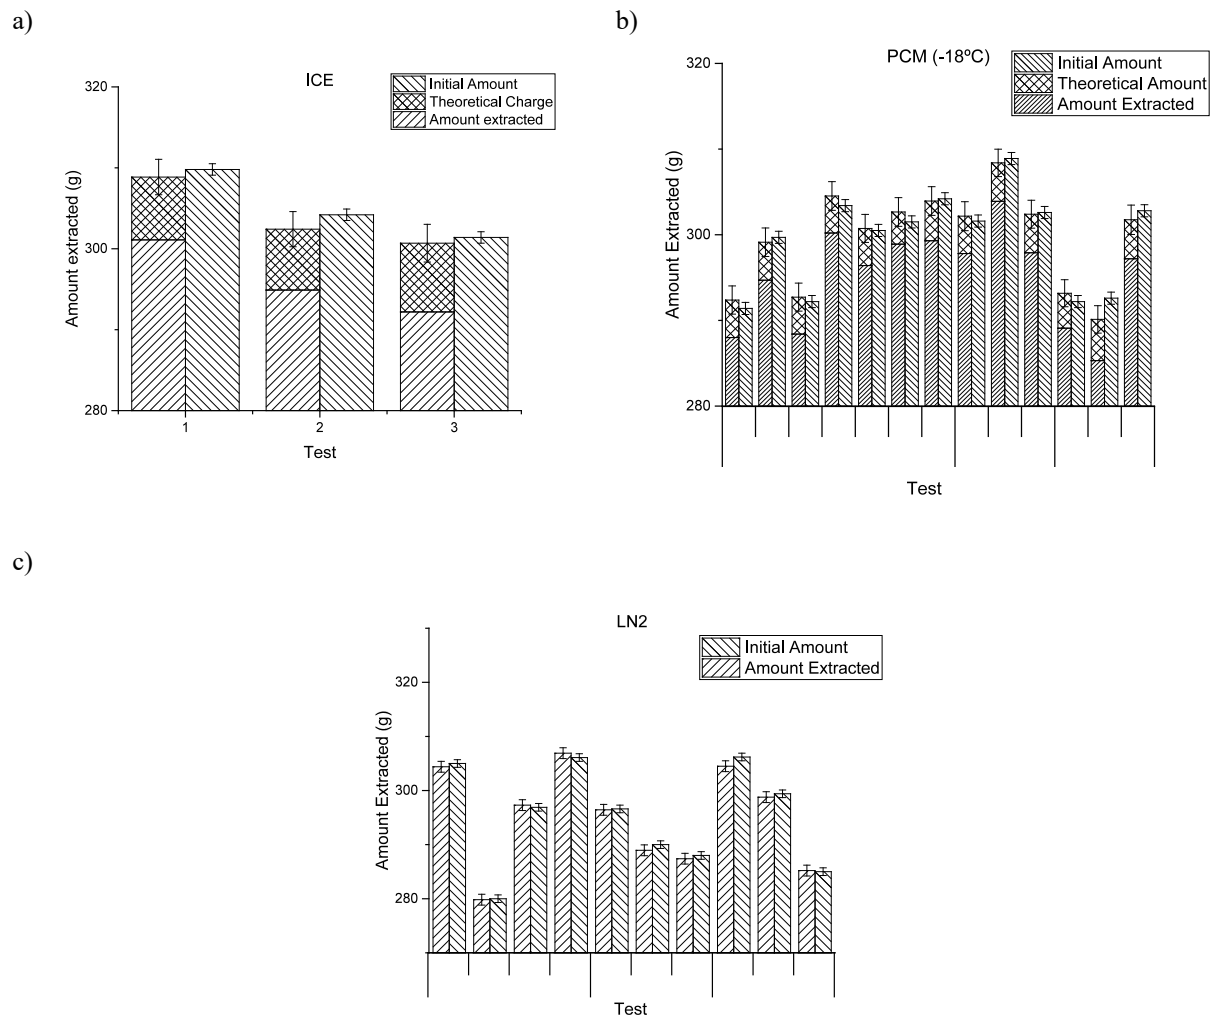 a)
ICE
Initial Amount
Theoretical Charge
Amount extracted
320
300
280
Amount extracted (g)
1
2
3
Test
b)
PCM (-18ºC)
Initial Amount
Theoretical Amount
Amount Extracted
320
300
280
Amount Extracted (g)
Test
c)
LN2
Initial Amount
Amount Extracted
320
300
280
Amount Extracted (g)
Test